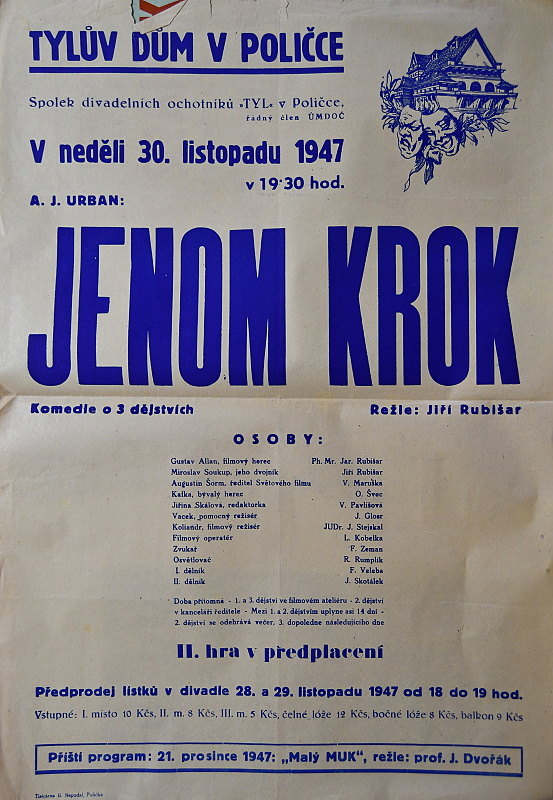 TYLŮV DŮM V POLIČCE
Spolek divadelních ochotníků »TYL« v Poličce,
řádný člen ÚMDOČ
V neděli 30. listopadu 1947
v 19·30 hod.
A. J. URBAN:
JENOM KROK
Komedie o 3 dějstvích Režie: Jiří Rubišar
OSOBY:
Gustav Allan, filmový herec Ph. Mr. Jar. Rubišar
Miroslav Soukup, jeho dvojník Jiří Rubišar
Augustin Šorm, ředitel Světového filmu V. Maruška
Kafka, bývalý herec O. Švec
Jiřina Skálová, redaktorka V. Pavlišová
Vacek, pomocný režisér J. Glosr
Koliandr, filmový režisér JUDr. J. Stejskal
Filmový operatér L. Kobelka
Zvukař F. Zeman
Osvětlovač R. Rumplík
I. dělník F. Veleba
II. dělník J. Skotálek
Doba přítomná - 1. a 3. dějství ve filmovém ateliéru - 2. dějství
v kanceláři ředitele - Mezi 1. a 2. dějstvím uplyne asi 14 dní -
2. dějství se odehrává večer, 3. dopoledne následujícího dne
II. hra v předplacení
Předprodej lístků v divadle 28. a 29. listopadu 1947 od 18 do 19 hod.
Vstupné: I. místo 10 Kčs, II. m. 8 Kčs, III. m. 5 Kčs, čelné lóže 12 Kčs, bočné lóže 8 Kčs, balkon 9 Kčs
Příští program: 21. prosince 1947: „Malý MUK“, režie: prof. J. Dvořák
Tiskárna B. Nepadal, Polička